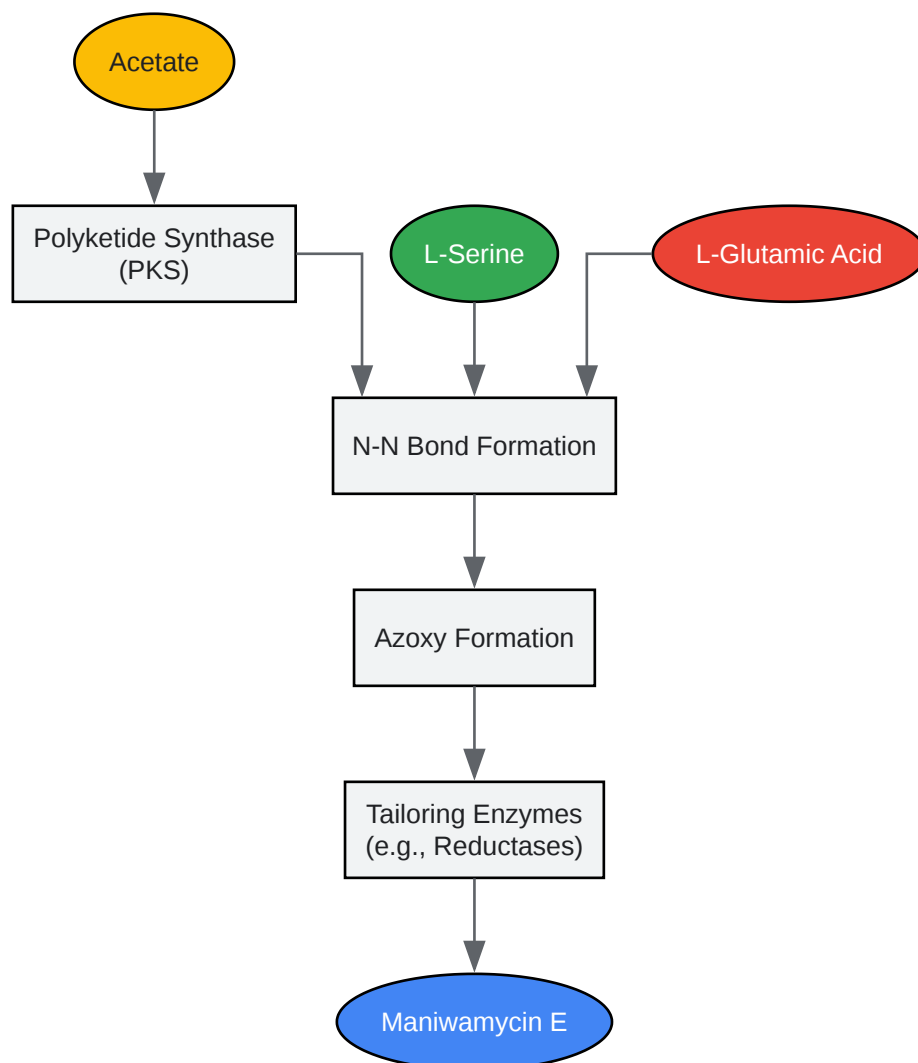 Acetate
Polyketide Synthase
(PKS)
L-Serine
L-Glutamic Acid
N-N Bond Formation
Azoxy Formation
Tailoring Enzymes
(e.g., Reductases)
Maniwamycin E